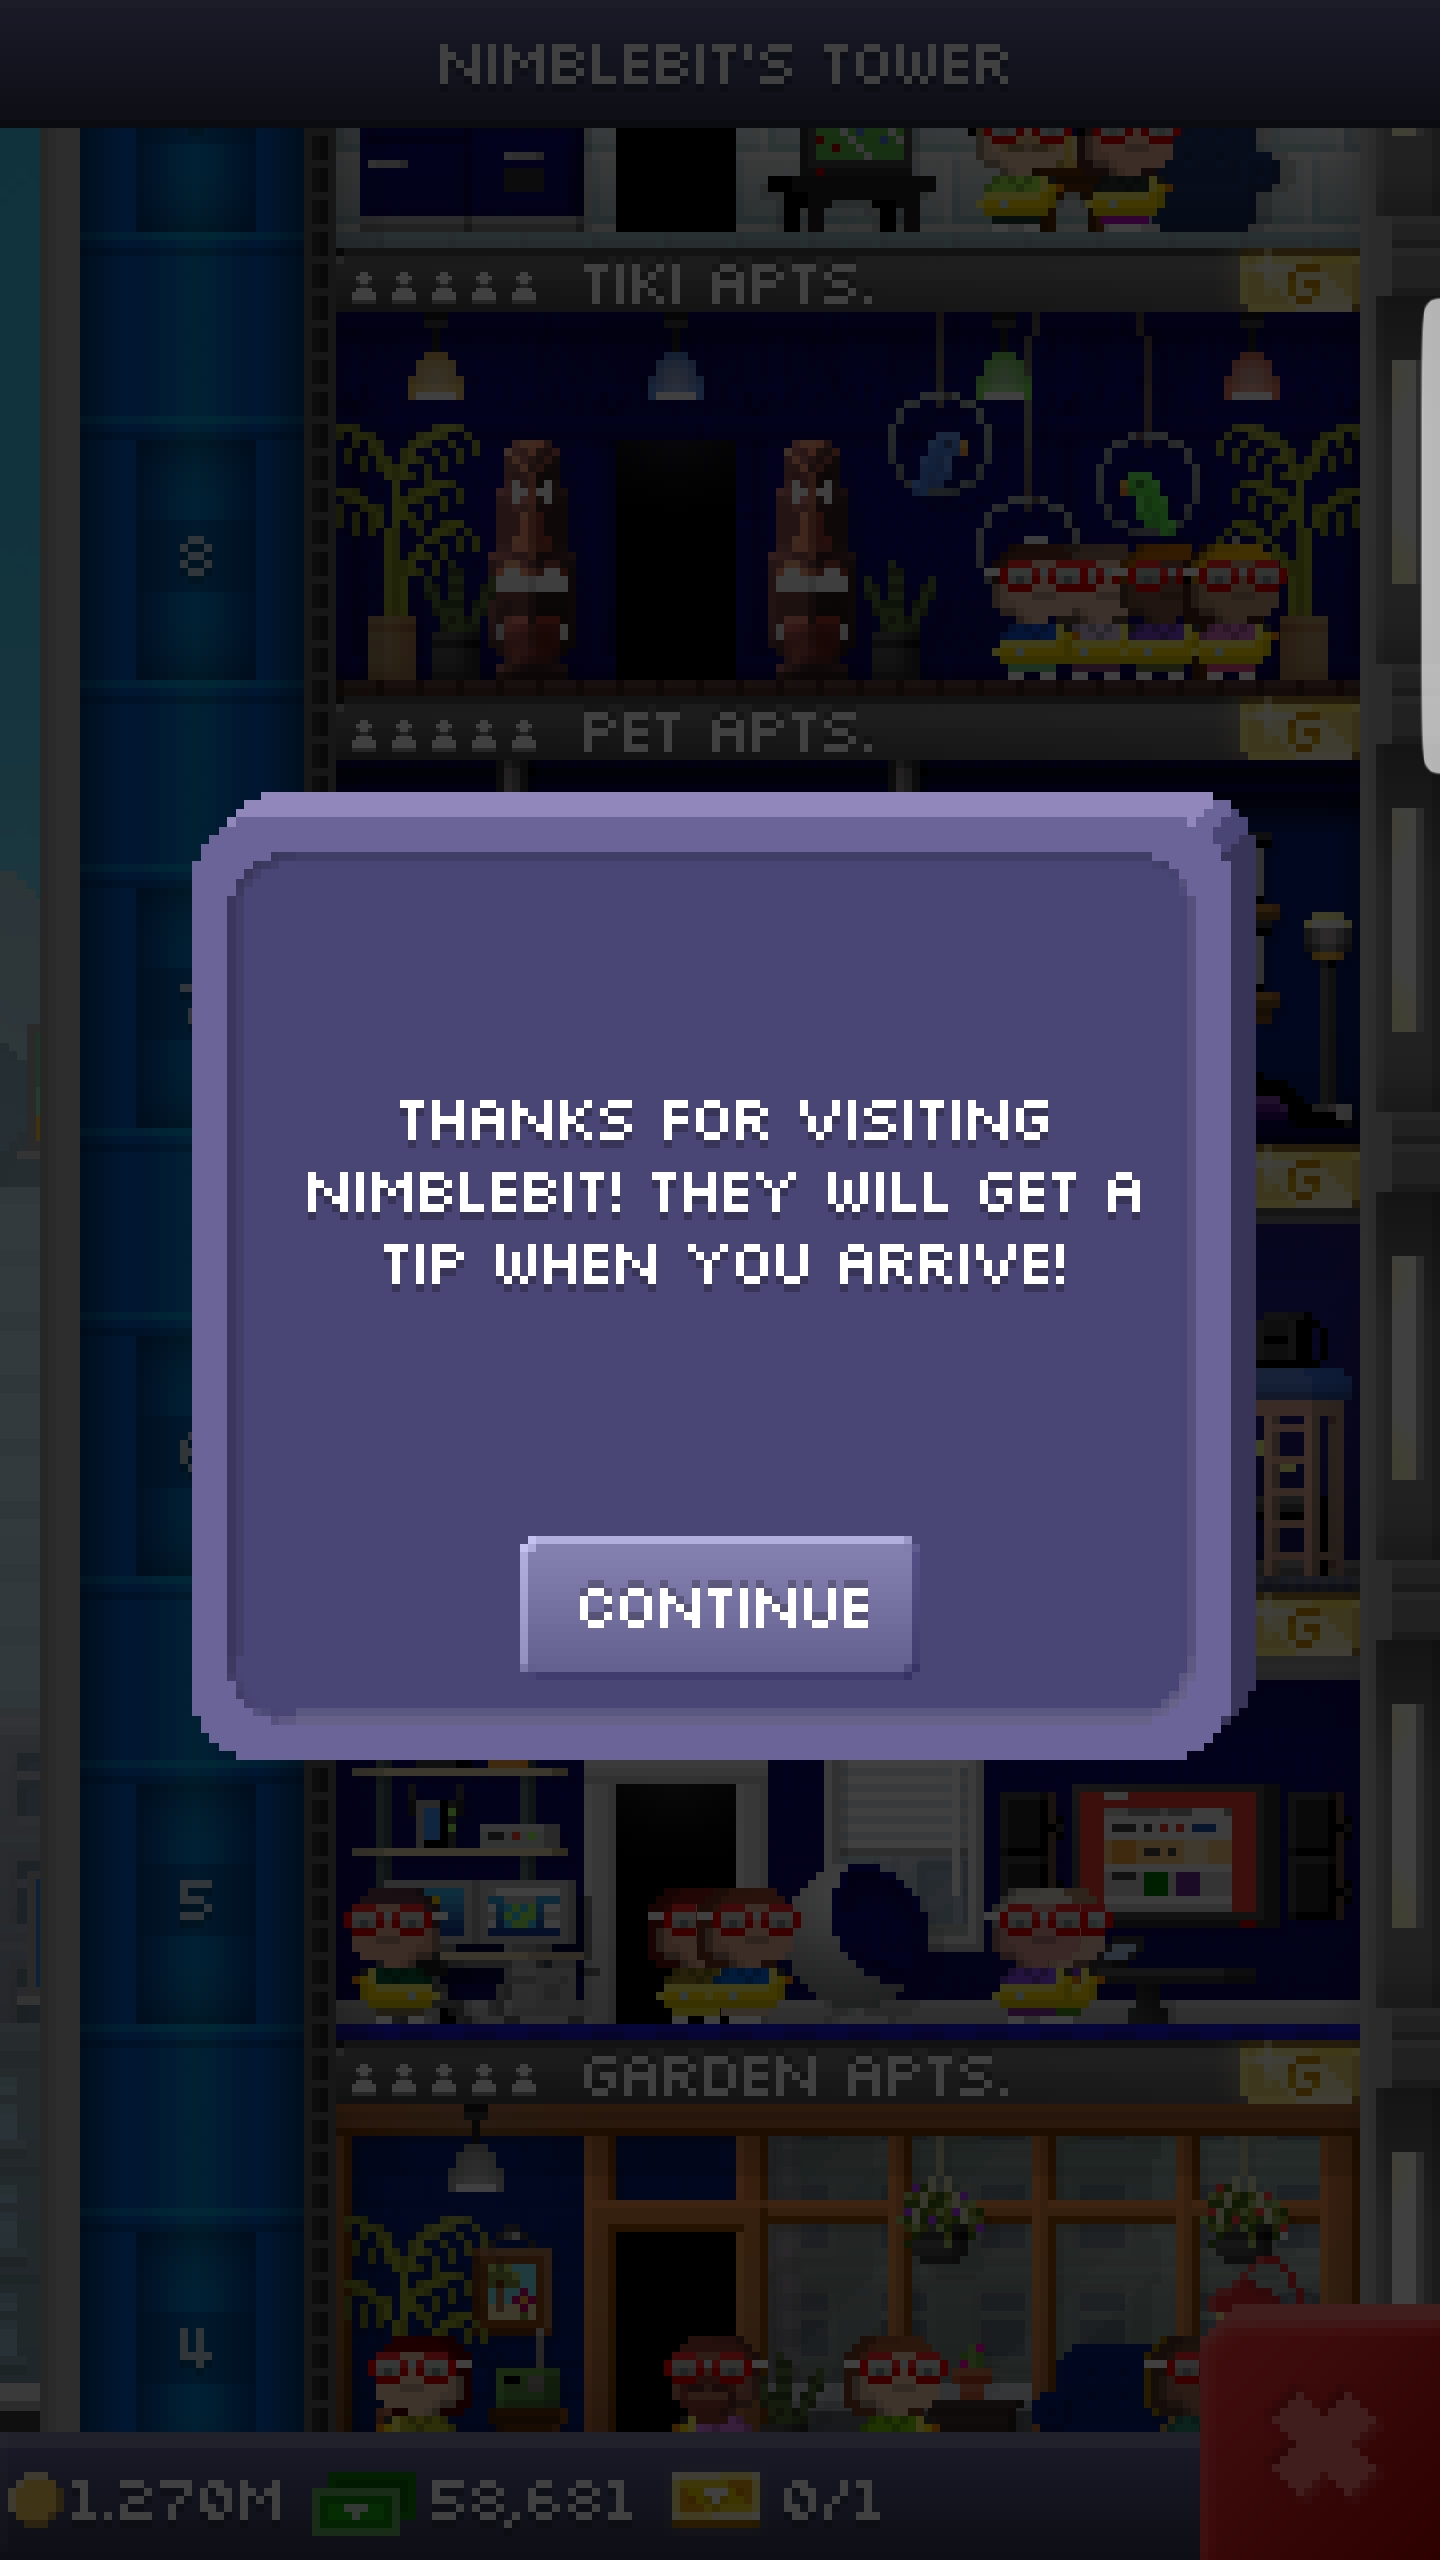 NIMBLEBIT'S TOWER
TIKI APTS.
G
8
PET APTS.
G
THANKS FOR VISITING
NIMBLEBIT! THEY WILL GET A
TIP WHEN YOU ARRIVE!
G
CONTINUE
G
5
GARDEN APTS.
G
4
1.270M
58,681
0/1